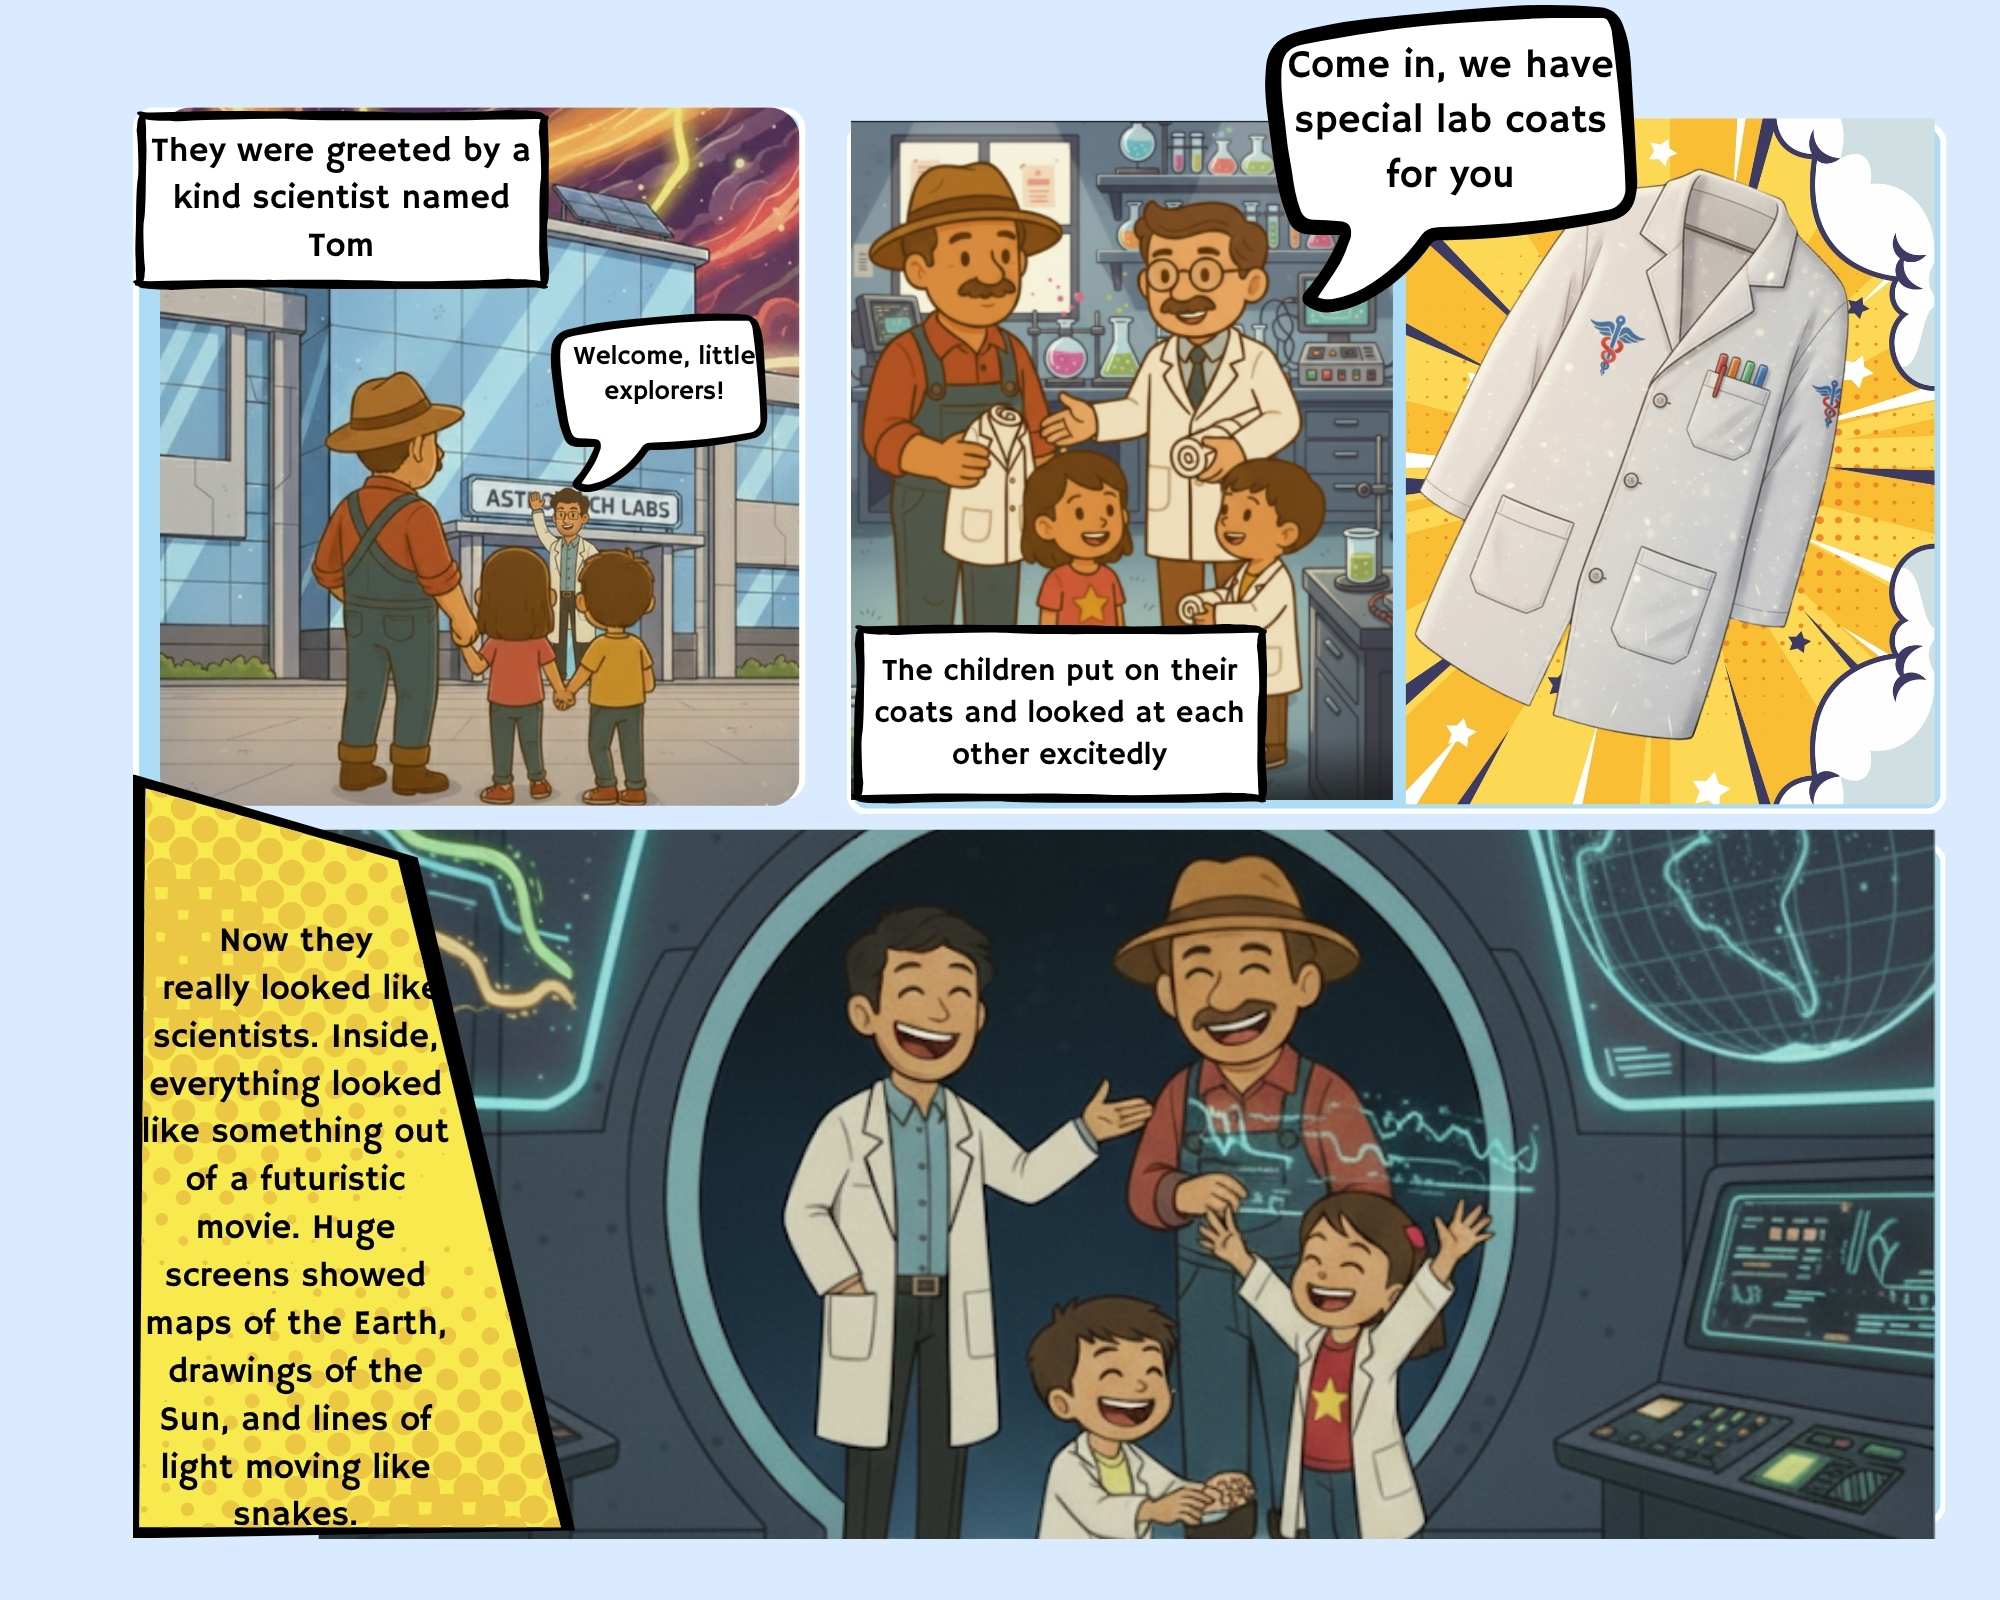 They were greeted by a
kind scientist named
Tom
Welcome, little
explorers!
CH LABS
Come in, we have
special lab coats
for you
The children put on their
coats and looked at each
other excitedly
Now they
really looked like
scientists. Inside,
everything looked
like something out
of a futuristic
movie. Huge
screens showed
maps of the Earth,
drawings of the
Sun, and lines of
light moving like
snakes.